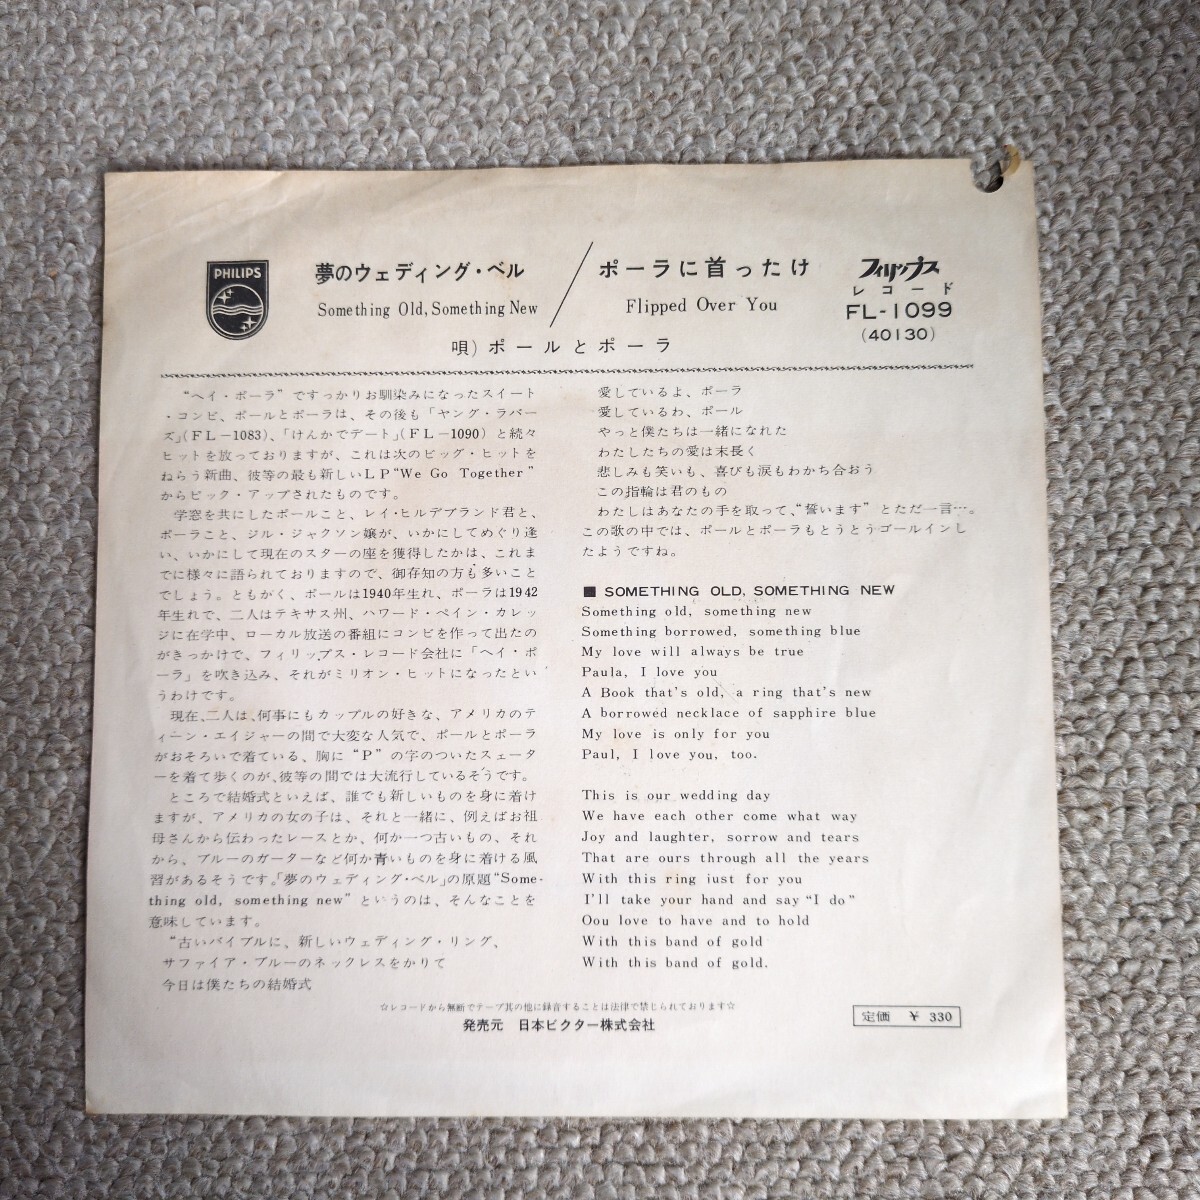 PHILIPS
夢のウェディング・ベル
Something Old, Something New
ポーラに首ったけ
Flipped Over You
フィリップス
レコード
FL-1099
(40130)
唄)ポールとポーラ
“ヘイ・ポーラ”ですっかりお馴染みになったスイート
・コンビ、ポールとポーラは、その後も「ヤング・ラバー
ズ」(FL-1083)、「けんかでデート」(FL-1090)と続々
ヒットを放っておりますが、これは次のビッグ・ヒットを
ねらう新曲、彼等の最も新しいLP“We Go Together”
からピック・アップされたものです。
学窓を共にしたポールこと、レイ・ヒルデブランド君と、
ポーラこと、ジル・ジャクソン嬢が、いかにしてめぐり逢
い、いかにして現在のスターの座を獲得したかは、これま
でに様々に語られておりますので、御存知の方も多いこと
でしょう。ともかく、ポールは1940年生れ、ポーラは1942
年生れで、二人はテキサス州、ハワード・ペイン・カレッ
ジに在学中、ローカル放送の番組にコンビを作って出たの
がきっかけで、フィリップス・レコード会社に「ヘイ・ポ
ーラ」を吹き込み、それがミリオン・ヒットになったとい
うわけです。
現在、二人は、何事にもカップルの好きな、アメリカのテ
ィーン・エイジャーの間で大変な人気で、ポールとポーラ
がおそろいで着ている、胸に“P”の字のついたスェータ
ーを着て歩くのが、彼等の間では大流行しているそうです。
ところで結婚式といえば、誰でも新しいものを身に着け
ますが、アメリカの女の子は、それと一緒に、例えばお祖
母さんから伝わったレースとか、何か一つ古いもの、それ
から、ブルーのガーターなど何か青いものを身に着ける風
習があるそうです。「夢のウェディング・ベル」の原題“Some-
thing old, something new”というのは、そんなことを
意味しています。
“古いバイブルに、新しいウェディング・リング、
サファイア・ブルーのネックレスをかりて
今日は僕たちの結婚式
愛しているよ、ポーラ
愛しているわ、ポール
やっと僕たちは一緒になれた
わたしたちの愛は末長く
悲しみも笑いも、喜びも涙もわかち合おう
この指輪は君のもの
わたしはあなたの手を取って、“誓います”とただ一言…。
この歌の中では、ポールとポーラもとうとうゴールインし
たようですね。
■ SOMETHING OLD, SOMETHING NEW
Something old, something new
Something borrowed, something blue
My love will always be true
Paula, I love you
A Book that's old, a ring that's new
A borrowed necklace of sapphire blue
My love is only for you
Paul, I love you, too.
This is our wedding day
We have each other come what way
Joy and laughter, sorrow and tears
That are ours through all the years
With this ring iust for you
I'll take your hand and say “I do”
Oou love to have and to hold
With this band of gold
With this band of gold.
☆レコードから無断でテープ其の他に録音することは法律で禁じられております☆
発売元 日本ビクター株式会社
定価 ¥ 330